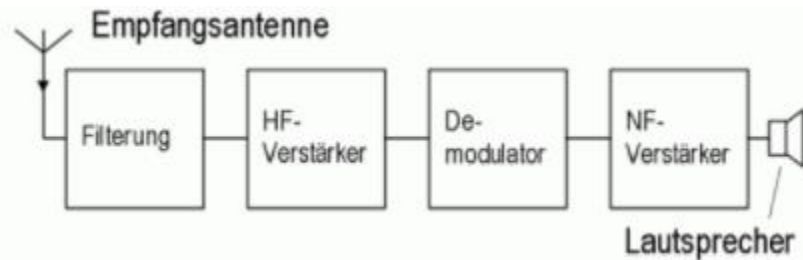 Empfangsantenne
Filterung
HF-
Verstärker
De-
modulator
NF-
Verstärker
Lautsprecher